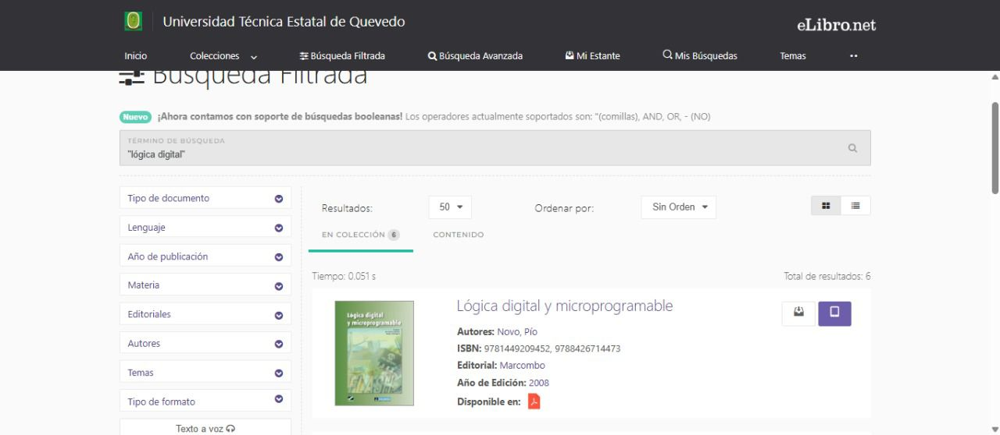 Universidad Técnica Estatal de Quevedo
eLibro.net
Inicio Colecciones Búsqueda Filtrada Búsqueda Avanzada Mi Estante Mis Búsquedas Temas
Búsqueda Filtrada
Nuevo ¡Ahora contamos con soporte de búsquedas booleanas! Los operadores actualmente soportados son: "(comillas), AND, OR, - (NO)
TÉRMINO DE BÚSQUEDA
"lógica digital"
Tipo de documento
Lenguaje
Año de publicación
Materia
Editoriales
Autores
Temas
Tipo de formato
Texto a voz
Resultados: 50 Ordenar por: Sin Orden
EN COLECCIÓN 6 CONTENIDO
Tiempo: 0.051 s Total de resultados: 6
Lógica digital
y microprogramable
Lógica digital y microprogramable
Autores: Novo, Pío
ISBN: 9781449209452, 9788426714473
Editorial: Marcombo
Año de Edición: 2008
Disponible en: